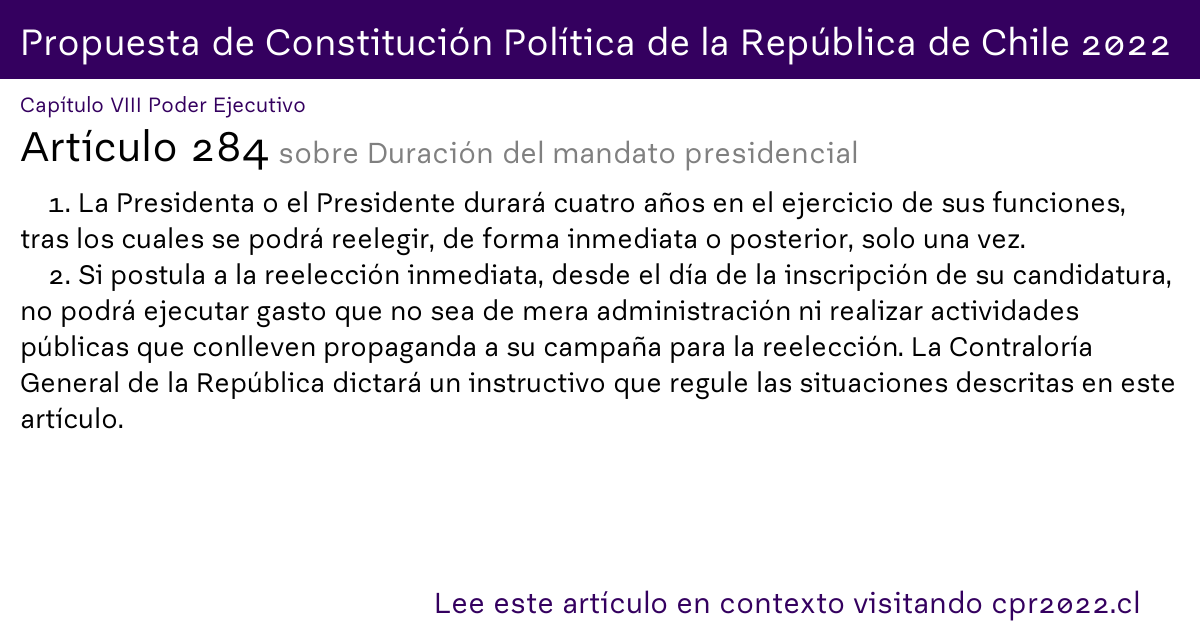 Propuesta de Constitución Política de la República de Chile 2022
Capítulo VIII Poder Ejecutivo
Artículo 284 sobre Duración del mandato presidencial
1. La Presidenta o el Presidente durará cuatro años en el ejercicio de sus funciones,
tras los cuales se podrá reelegir, de forma inmediata o posterior, solo una vez.
2. Si postula a la reelección inmediata, desde el día de la inscripción de su candidatura,
no podrá ejecutar gasto que no sea de mera administración ni realizar actividades
públicas que conlleven propaganda a su campaña para la reelección. La Contraloría
General de la República dictará un instructivo que regule las situaciones descritas en este
artículo.
Lee este artículo en contexto visitando cpr2022.cl